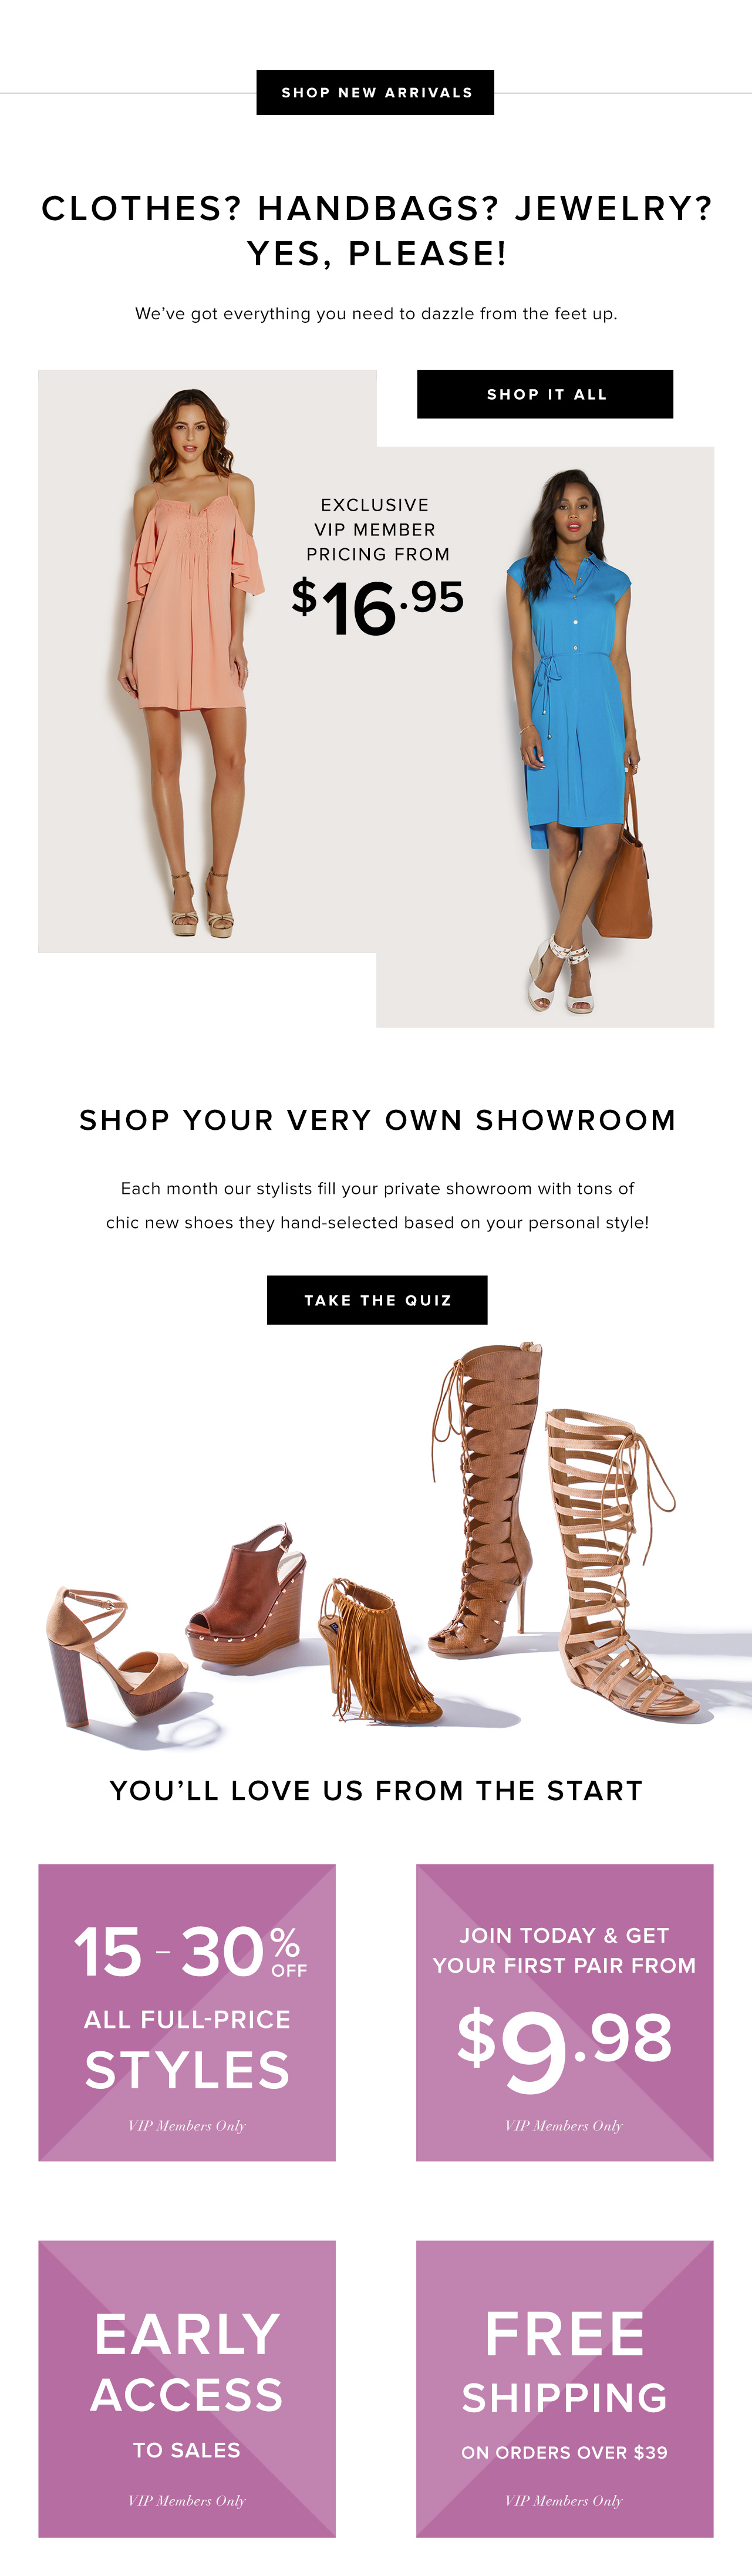 SHOP NEW ARRIVALS
CLOTHES? HANDBAGS? JEWELRY?
YES, PLEASE!
We’ve got everything you need to dazzle from the feet up.
SHOP IT ALL
EXCLUSIVE
VIP MEMBER
PRICING FROM
$16.95
SHOP YOUR VERY OWN SHOWROOM
Each month our stylists fill your private showroom with tons of
chic new shoes they hand-selected based on your personal style!
TAKE THE QUIZ
YOU’LL LOVE US FROM THE START
15 - 30% OFF
ALL FULL-PRICE
STYLES
VIP Members Only
JOIN TODAY & GET
YOUR FIRST PAIR FROM
$9.98
VIP Members Only
EARLY
ACCESS
TO SALES
VIP Members Only
FREE
SHIPPING
ON ORDERS OVER $39
VIP Members Only